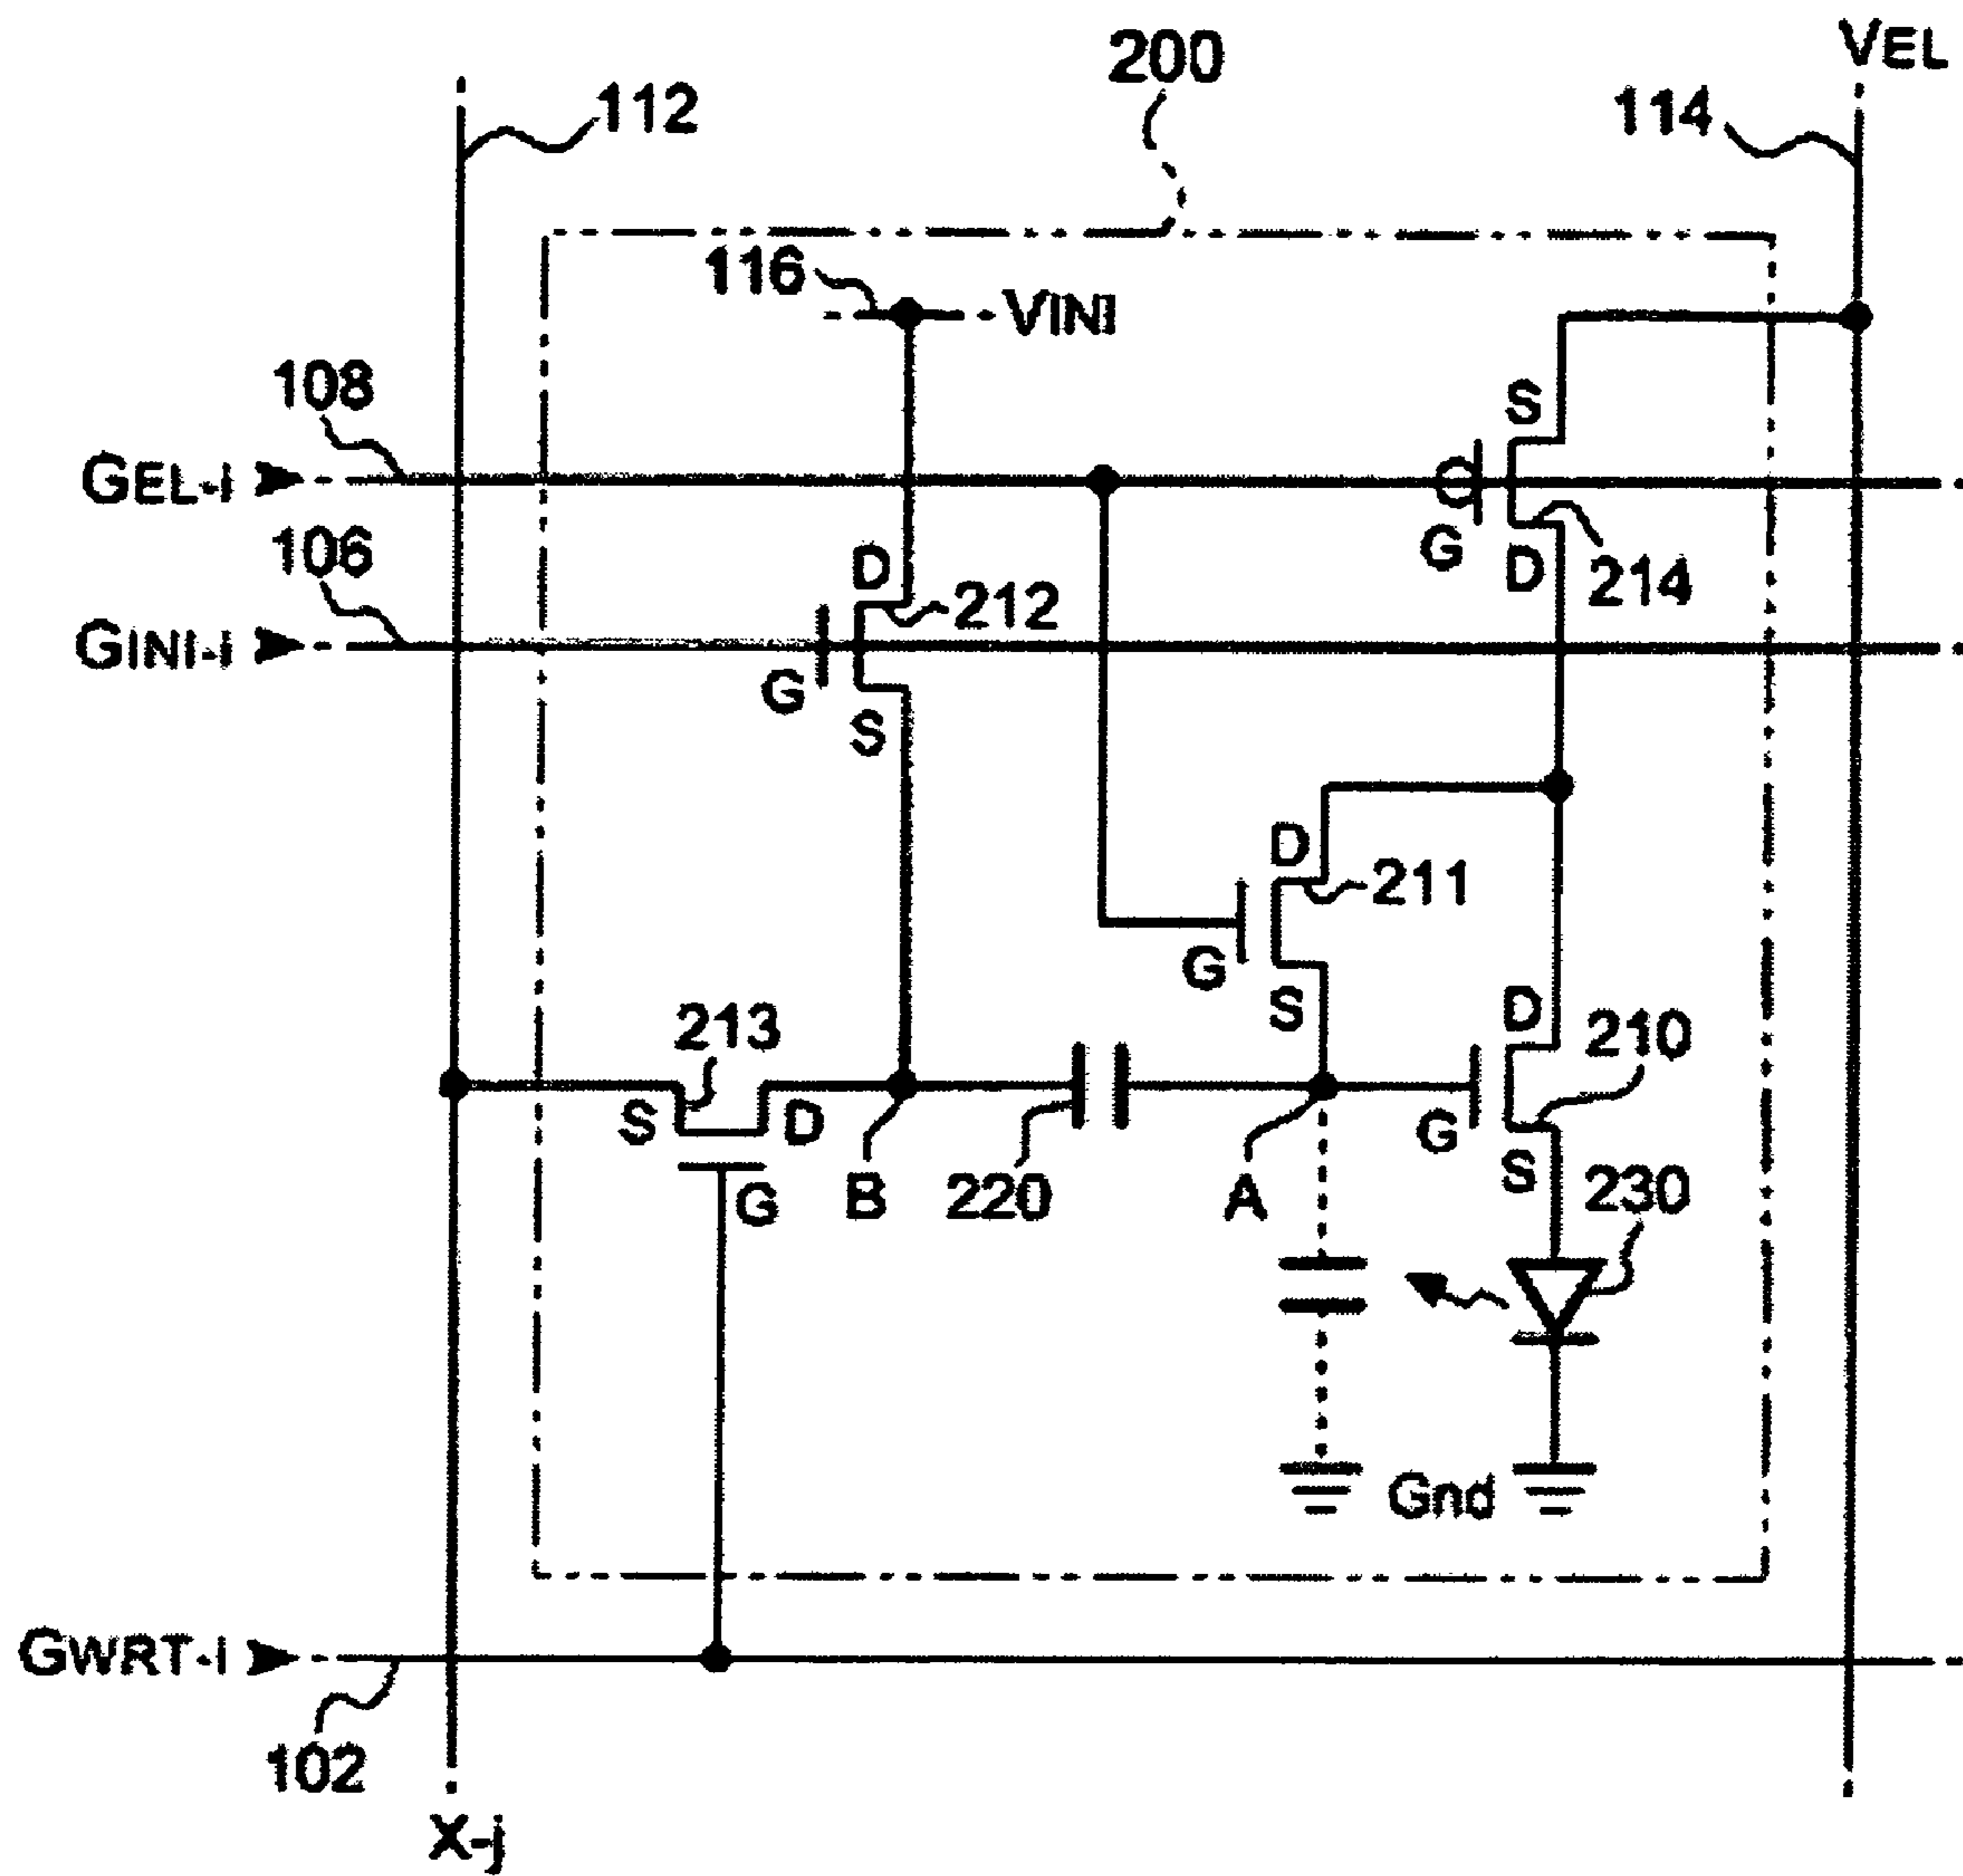 VEL
200
112
114
116
VINI
108
S
GEL-i
G
D
214
106
D
212
GINI-i
G
S
D
211
G
S
D
210
213
S
D
G
B
220
A
G
S
230
Gnd
GWRT-i
102
X-j